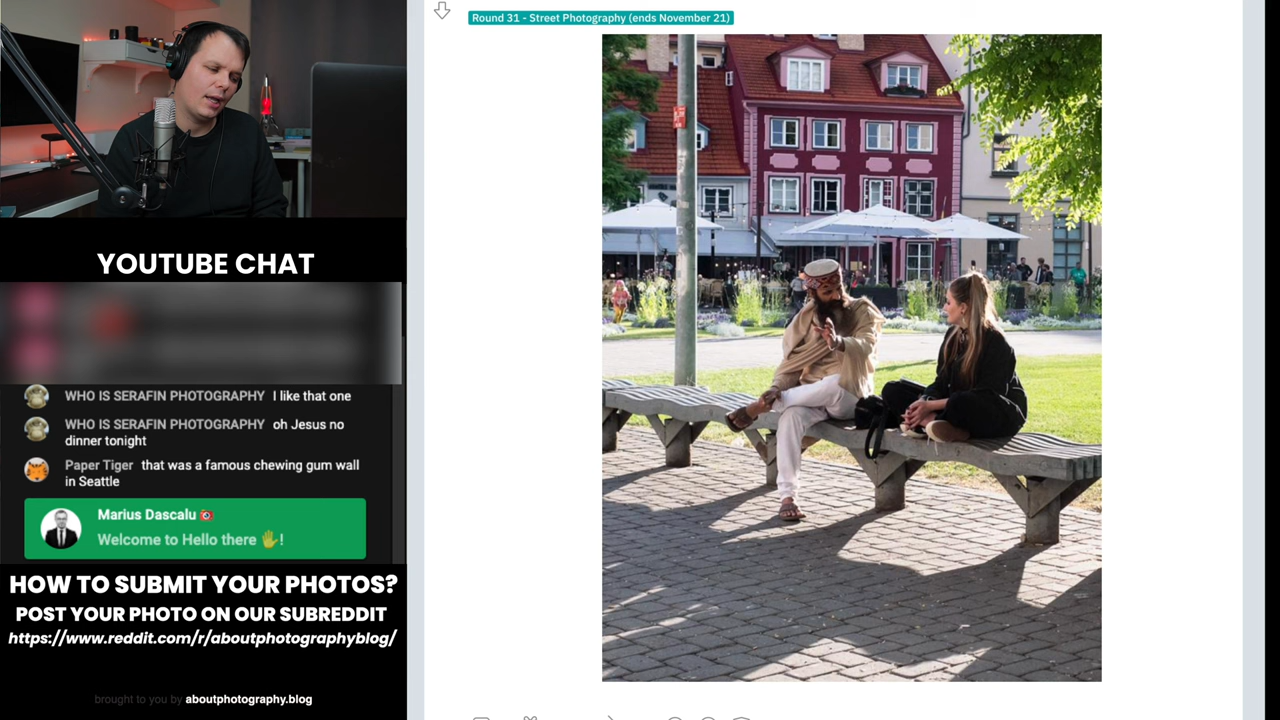 Round 31 - Street Photography (ends November 21)
YOUTUBE CHAT
WHO IS SERAFIN PHOTOGRAPHY I like that one
WHO IS SERAFIN PHOTOGRAPHY oh Jesus no
dinner tonight
Paper Tiger that was a famous chewing gum wall
in Seattle
Marius Dascalu
Welcome to Hello there 🖐!
HOW TO SUBMIT YOUR PHOTOS?
POST YOUR PHOTO ON OUR SUBREDDIT
https://www.reddit.com/r/aboutphotographyblog/
brought to you by aboutphotography.blog